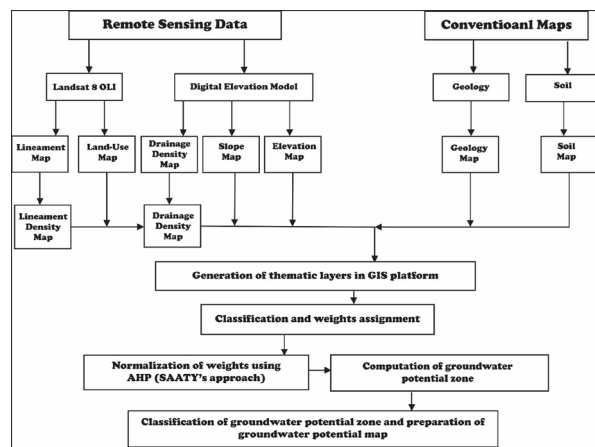 Remote Sensing Data
Conventioanl Maps
Landsat 8 OLI
Digital Elevation Model
Geology
Soil
Lineament
Map
Land-Use
Map
Drainage
Density
Map
Slope
Map
Elevation
Map
Geology
Map
Soil
Map
Lineament
Density
Map
Drainage
Density
Map
Generation of thematic layers in GIS platform
Classification and weights assignment
Normalization of weights using
AHP (SAATY's approach)
Computation of groundwater
potential zone
Classification of groundwater potential zone and preparation of
groundwater potential map